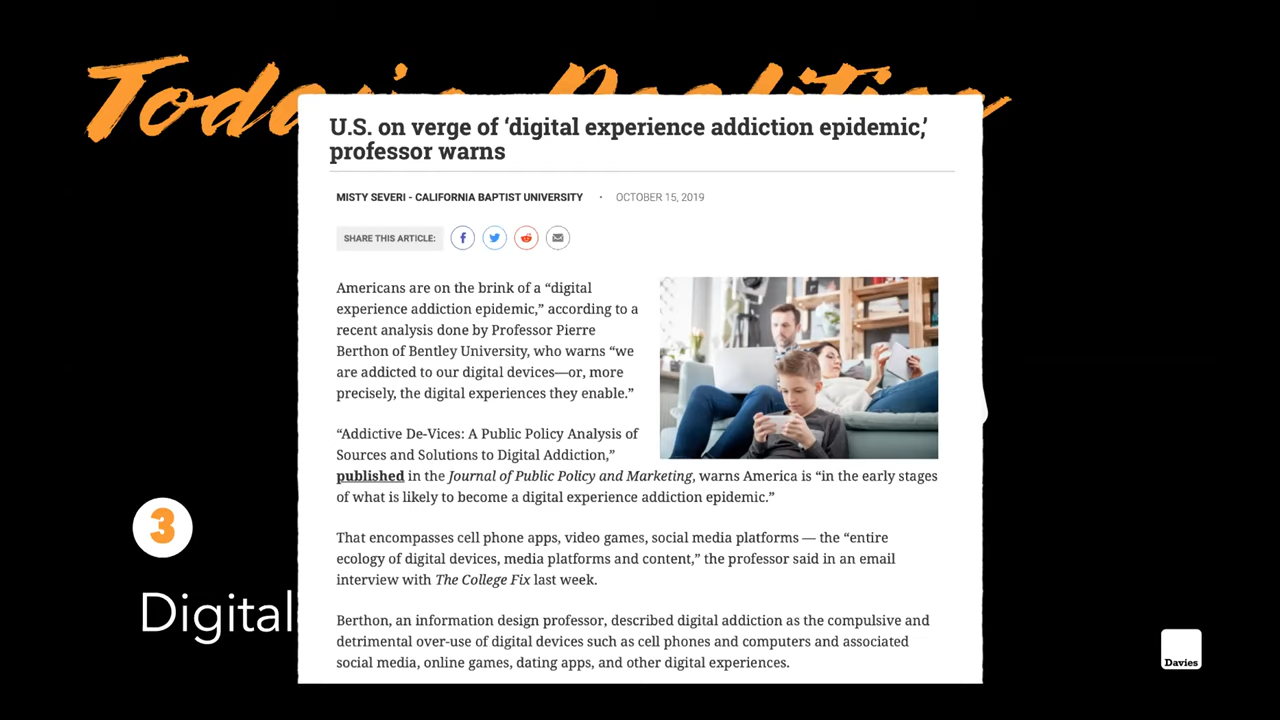 Today's Realities
U.S. on verge of ‘digital experience addiction epidemic,’
professor warns
MISTY SEVERI - CALIFORNIA BAPTIST UNIVERSITY • OCTOBER 15, 2019
SHARE THIS ARTICLE:
Americans are on the brink of a “digital
experience addiction epidemic,” according to a
recent analysis done by Professor Pierre
Berthon of Bentley University, who warns “we
are addicted to our digital devices—or, more
precisely, the digital experiences they enable.”
“Addictive De-Vices: A Public Policy Analysis of
Sources and Solutions to Digital Addiction,”
published in the Journal of Public Policy and Marketing, warns America is “in the early stages
of what is likely to become a digital experience addiction epidemic.”
That encompasses cell phone apps, video games, social media platforms — the “entire
ecology of digital devices, media platforms and content,” the professor said in an email
interview with The College Fix last week.
Berthon, an information design professor, described digital addiction as the compulsive and
detrimental over-use of digital devices such as cell phones and computers and associated
social media, online games, dating apps, and other digital experiences.
3
Digital
Davies